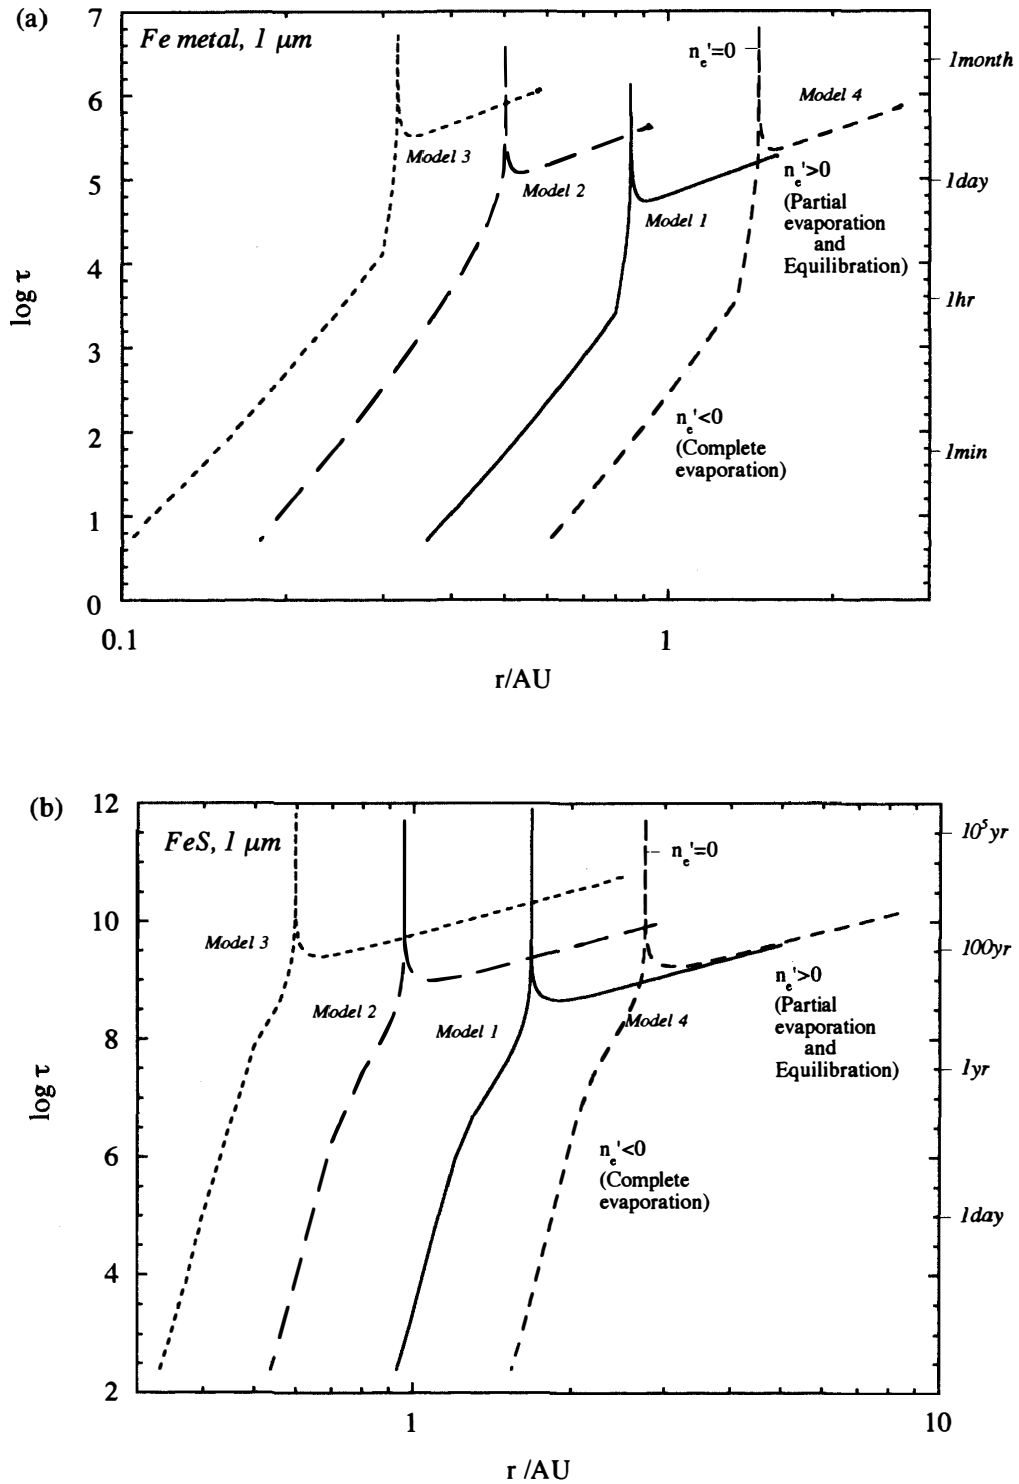 (a)
Fe metal, 1 μm
7
6
5
4
3
2
1
0
log τ
0.1
1
r/AU
1month
1day
1hr
1min
n_e'=0
Model 4
Model 3
Model 2
Model 1
n_e'>0
(Partial
evaporation
and
Equilibration)
n_e'<0
(Complete
evaporation)
(b)
FeS, 1 μm
12
10
8
6
4
2
log τ
1
10
r /AU
10⁵yr
100yr
1yr
1day
n_e'=0
Model 3
Model 2
Model 1
Model 4
n_e'>0
(Partial
evaporation
and
Equilibration)
n_e'<0
(Complete
evaporation)